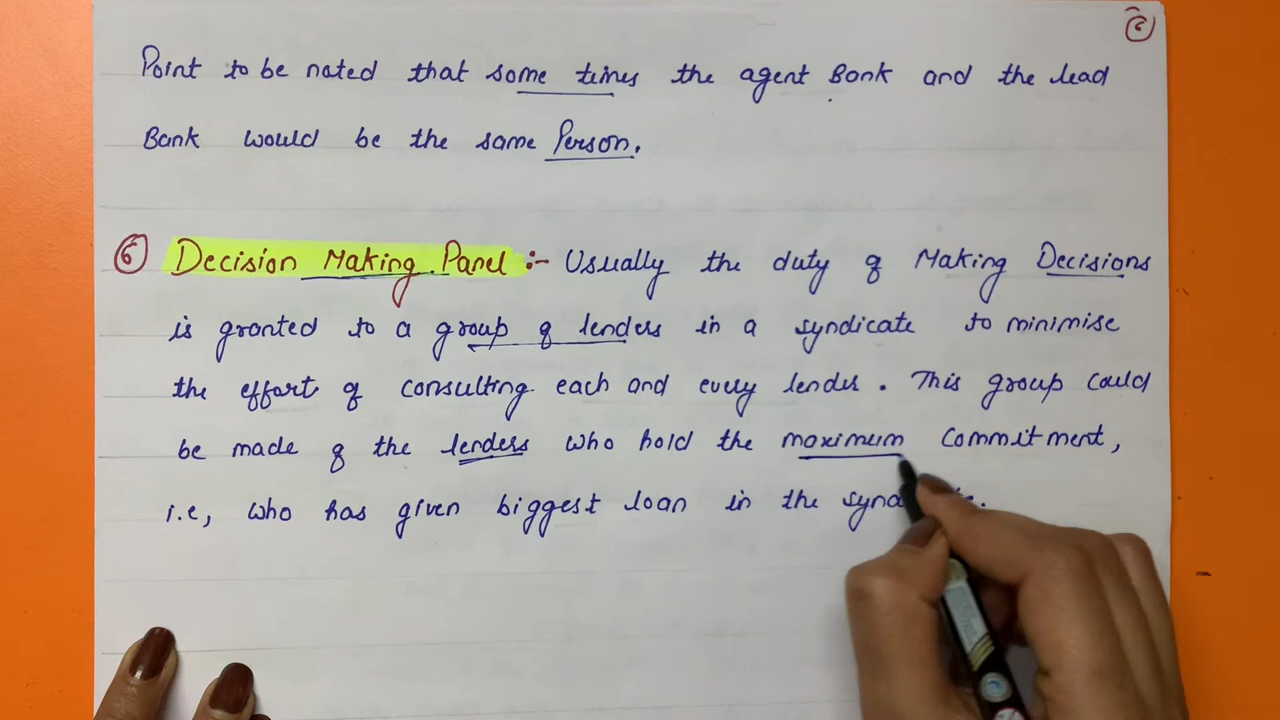 6
Point to be noted that some times the agent Bank and the lead
Bank would be the same Person.
6 Decision Making Panel :- Usually the duty of Making Decisions
is granted to a group of lenders in a syndicate to minimise
the effort of consulting each and every lender. This group could
be made of the lenders who hold the maximum commitment,
i.e, who has given biggest loan in the